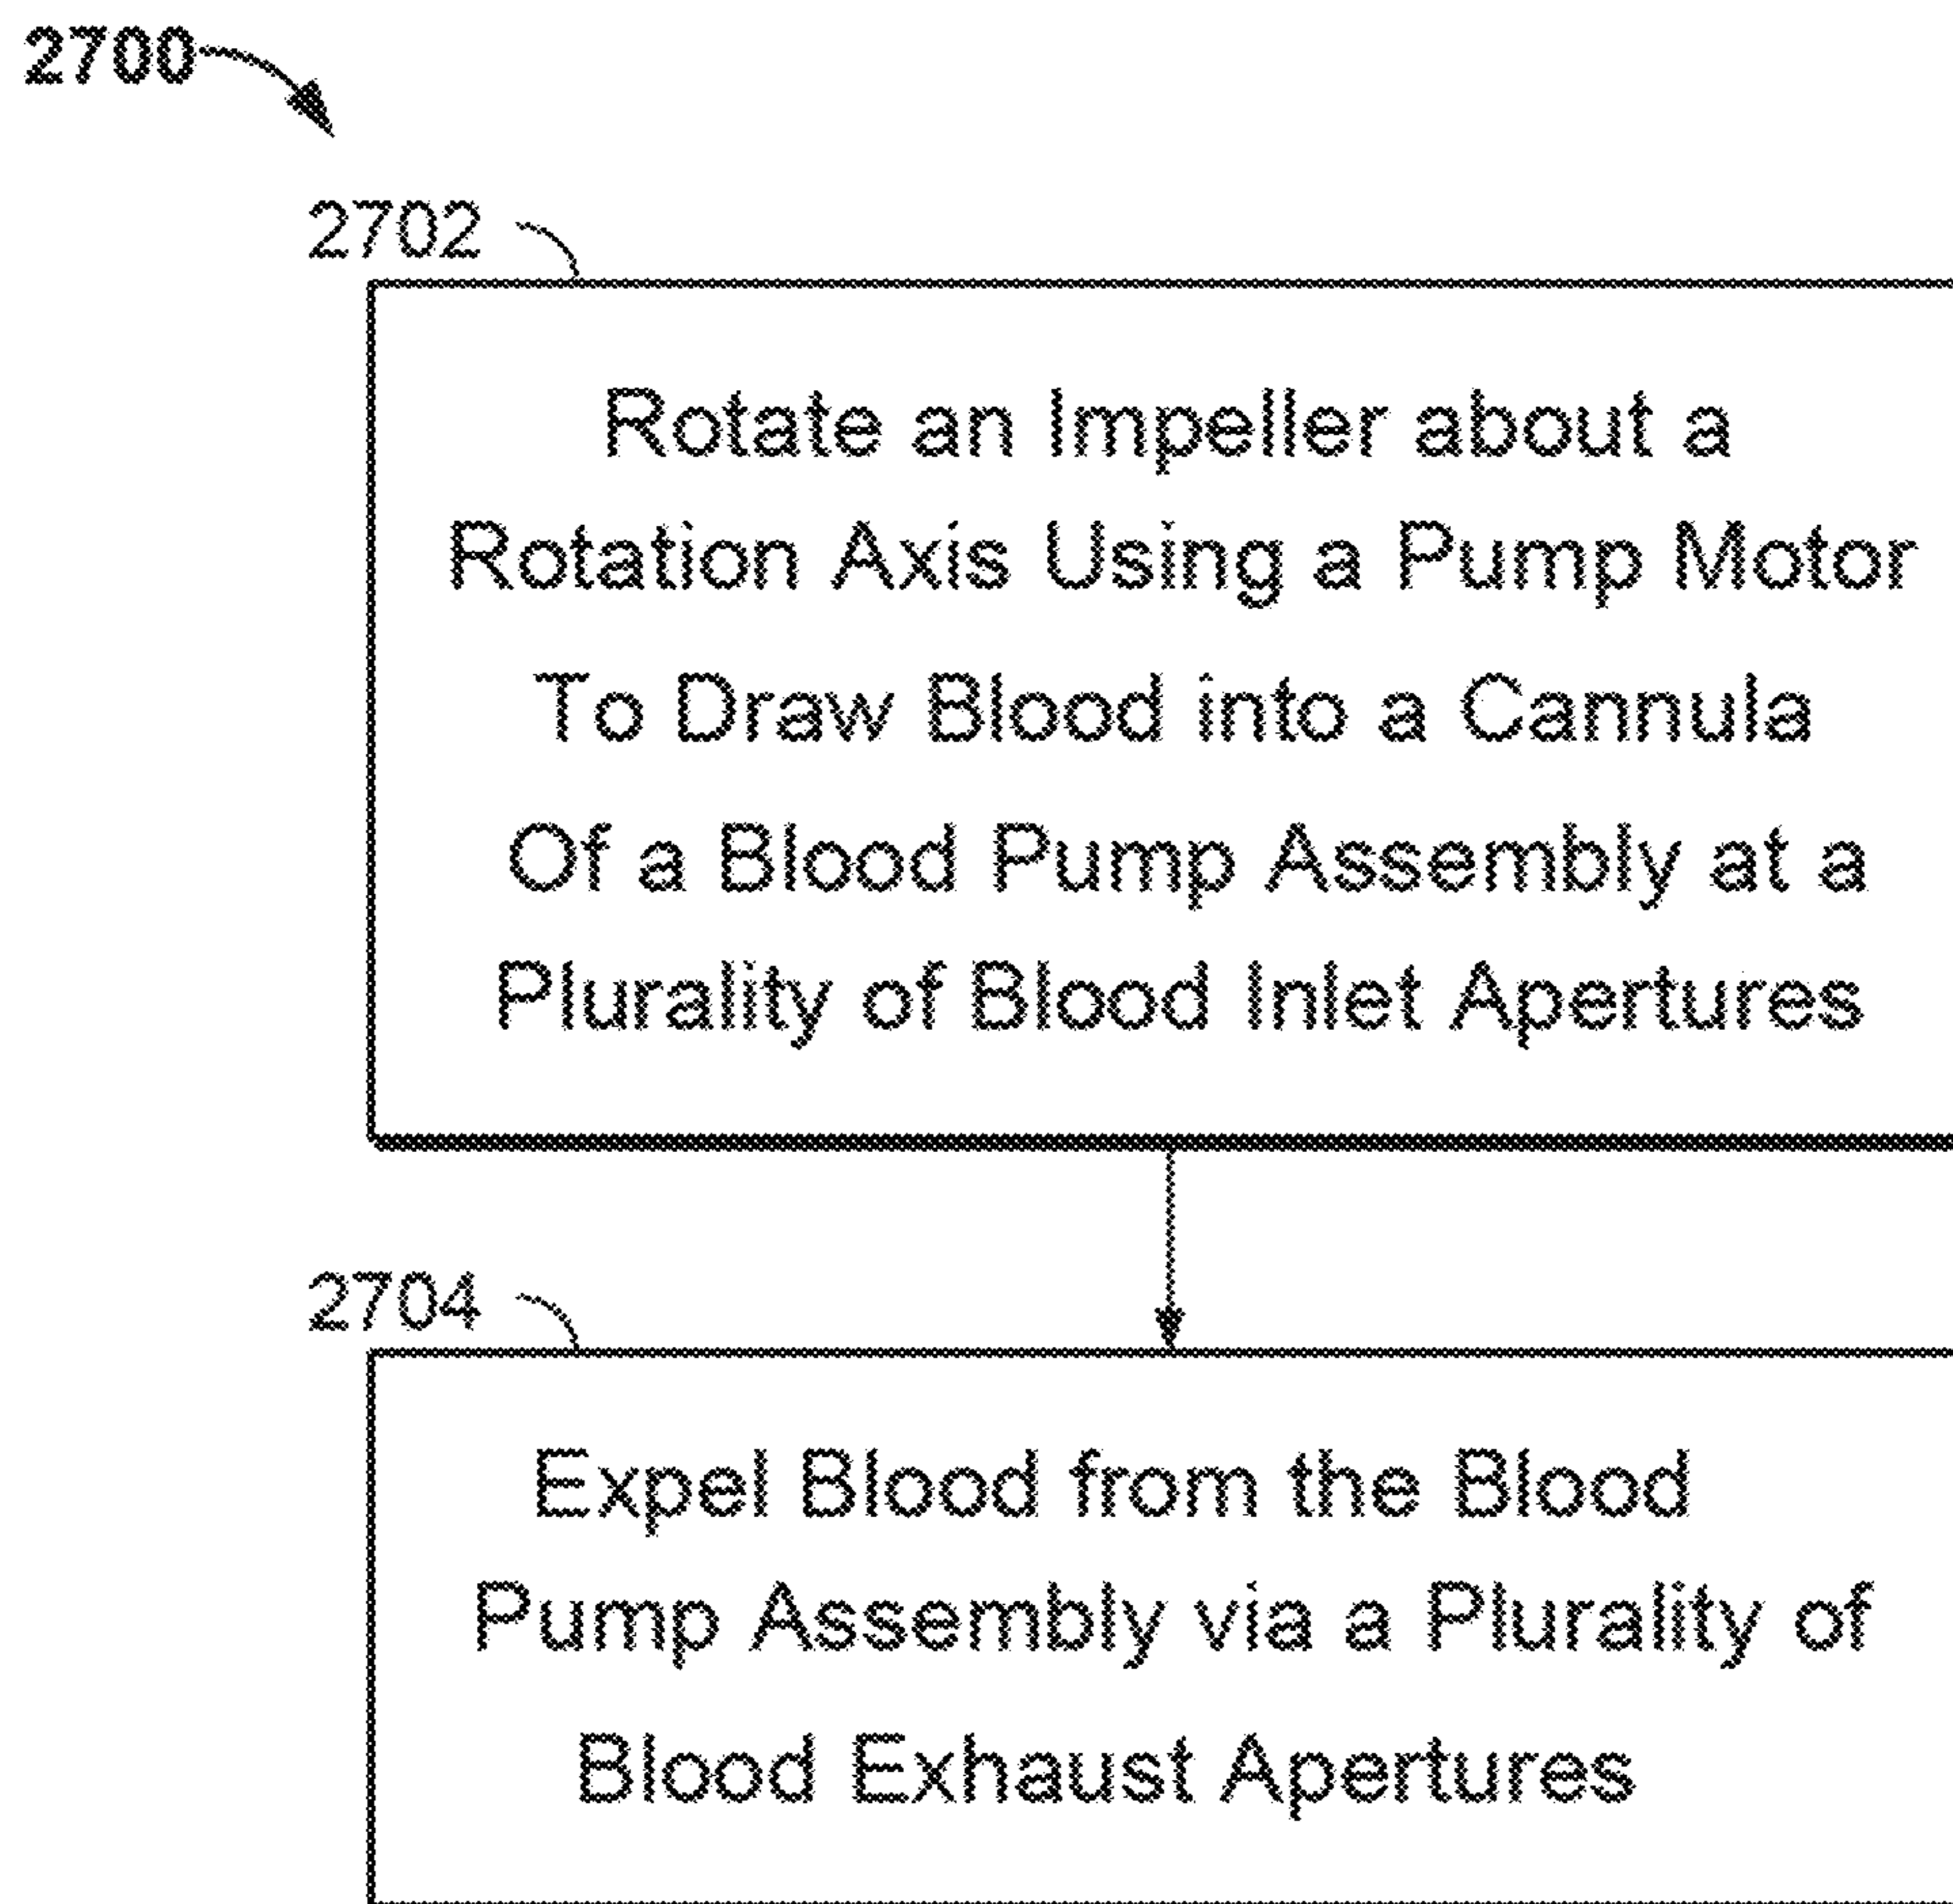 2700
2702
Rotate an Impeller about a
Rotation Axis Using a Pump Motor
To Draw Blood into a Cannula
Of a Blood Pump Assembly at a
Plurality of Blood Inlet Apertures
2704
Expel Blood from the Blood
Pump Assembly via a Plurality of
Blood Exhaust Apertures